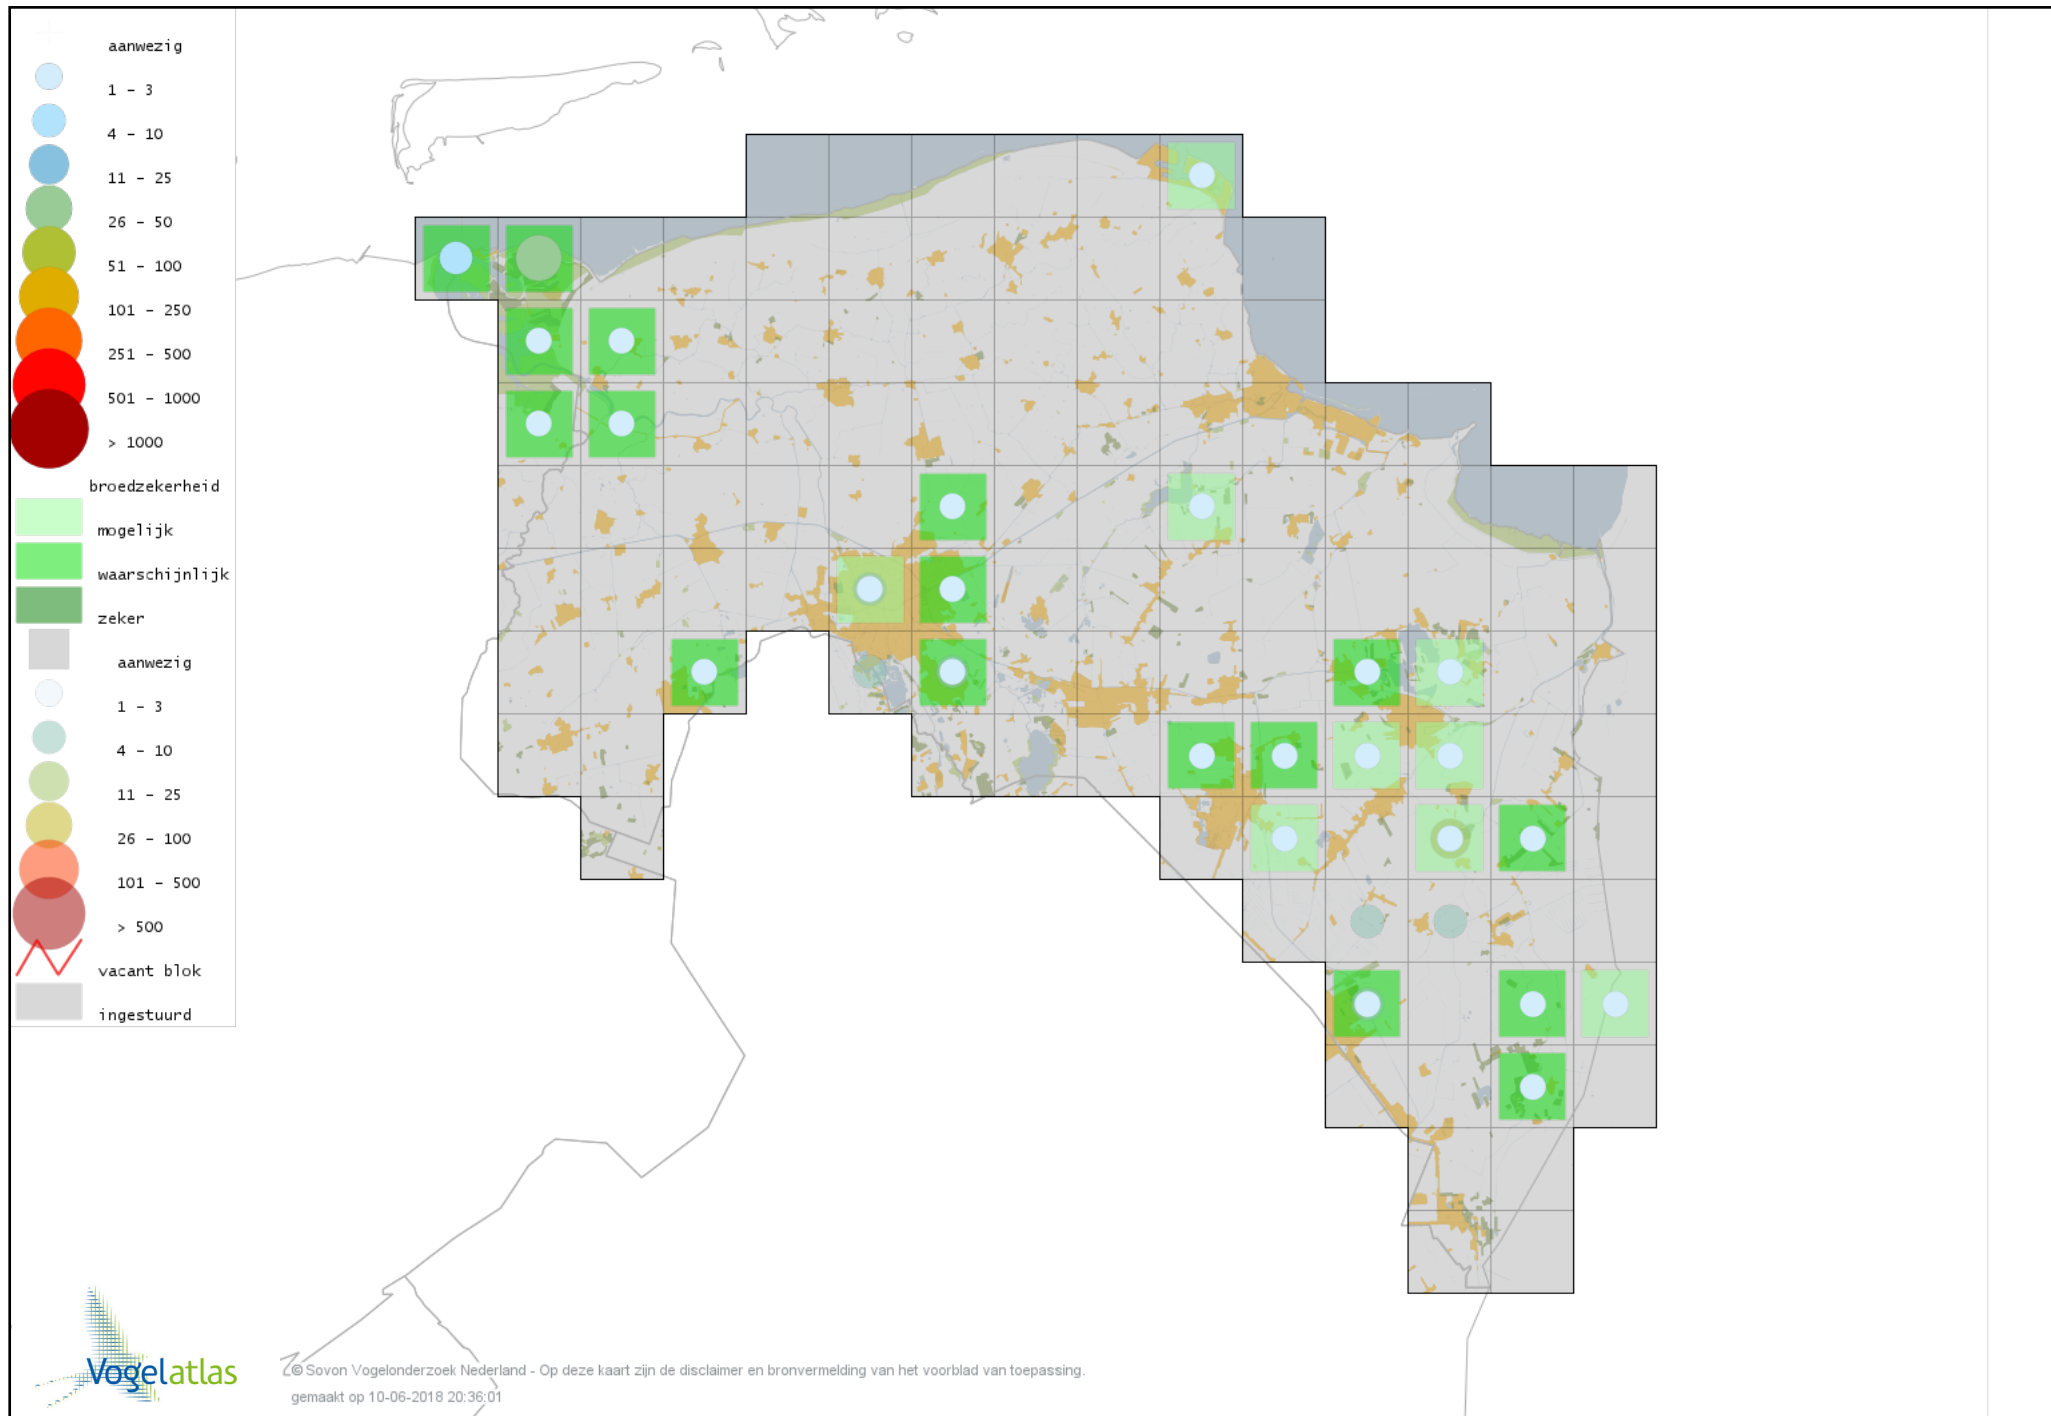 aanwezig
1 - 3
4 - 10
11 - 25
26 - 50
51 - 100
101 - 250
251 - 500
501 - 1000
> 1000
broedzekerheid
mogelijk
waarschijnlijk
zeker
aanwezig
1 - 3
4 - 10
11 - 25
26 - 100
101 - 500
> 500
vacant blok
ingestuurd
Vogelatlas
© Sovon Vogelonderzoek Nederland - Op deze kaart zijn de disclaimer en bronvermelding van het voorblad van toepassing.
gemaakt op 10-06-2018 20:36:01